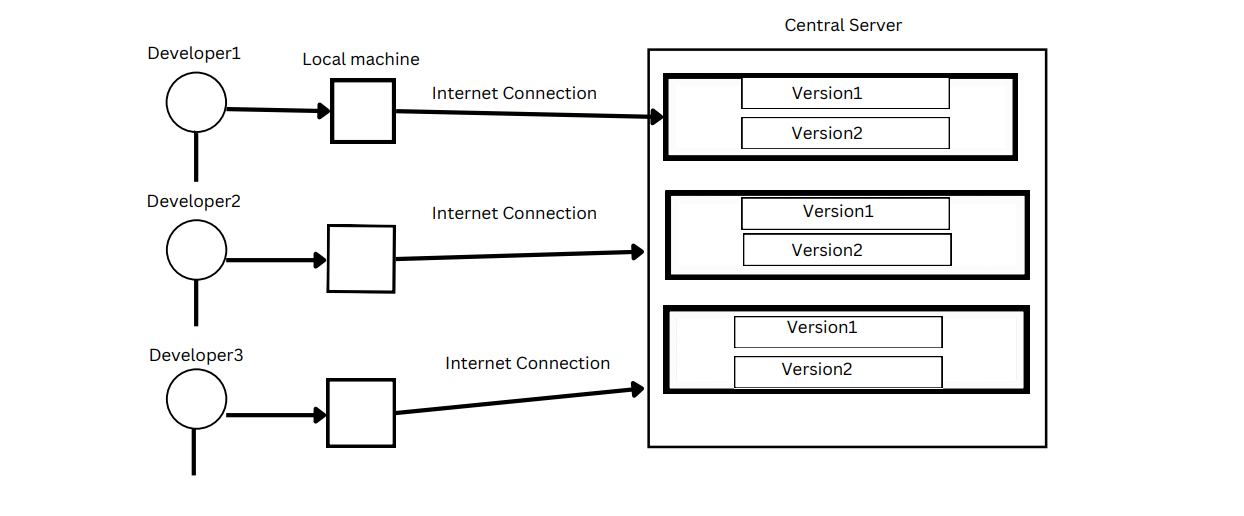 Central Server
Developer1
Local machine
Internet Connection
Version1
Version2
Developer2
Internet Connection
Version1
Version2
Developer3
Internet Connection
Version1
Version2